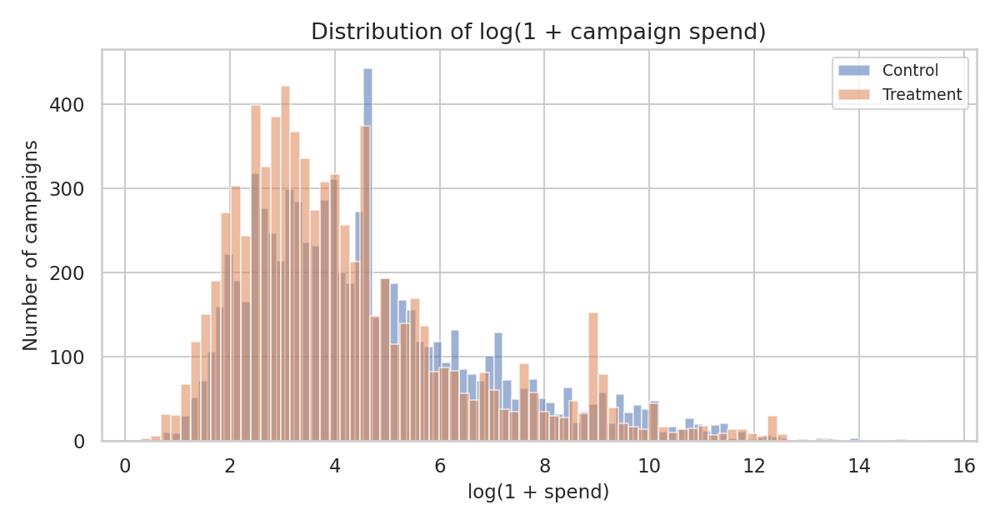 Distribution of log(1 + campaign spend)
Control
Treatment
Number of campaigns
400
300
200
100
0
0 2 4 6 8 10 12 14 16
log(1 + spend)